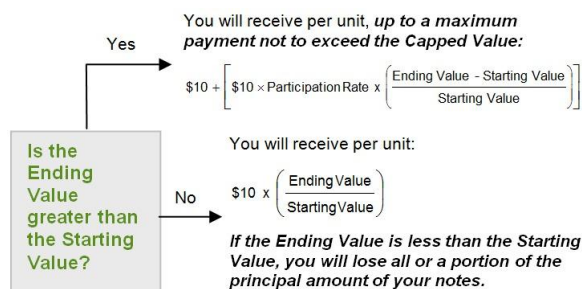 You will receive per unit, up to a maximum
payment not to exceed the Capped Value:
Yes
$10 + [ $10 × Participation Rate x ( Ending Value - Starting Value
Starting Value ) ]
Is the
Ending
Value
greater than
the Starting
Value?
You will receive per unit:
No
$10 x ( Ending Value
Starting Value )
If the Ending Value is less than the Starting
Value, you will lose all or a portion of the
principal amount of your notes.